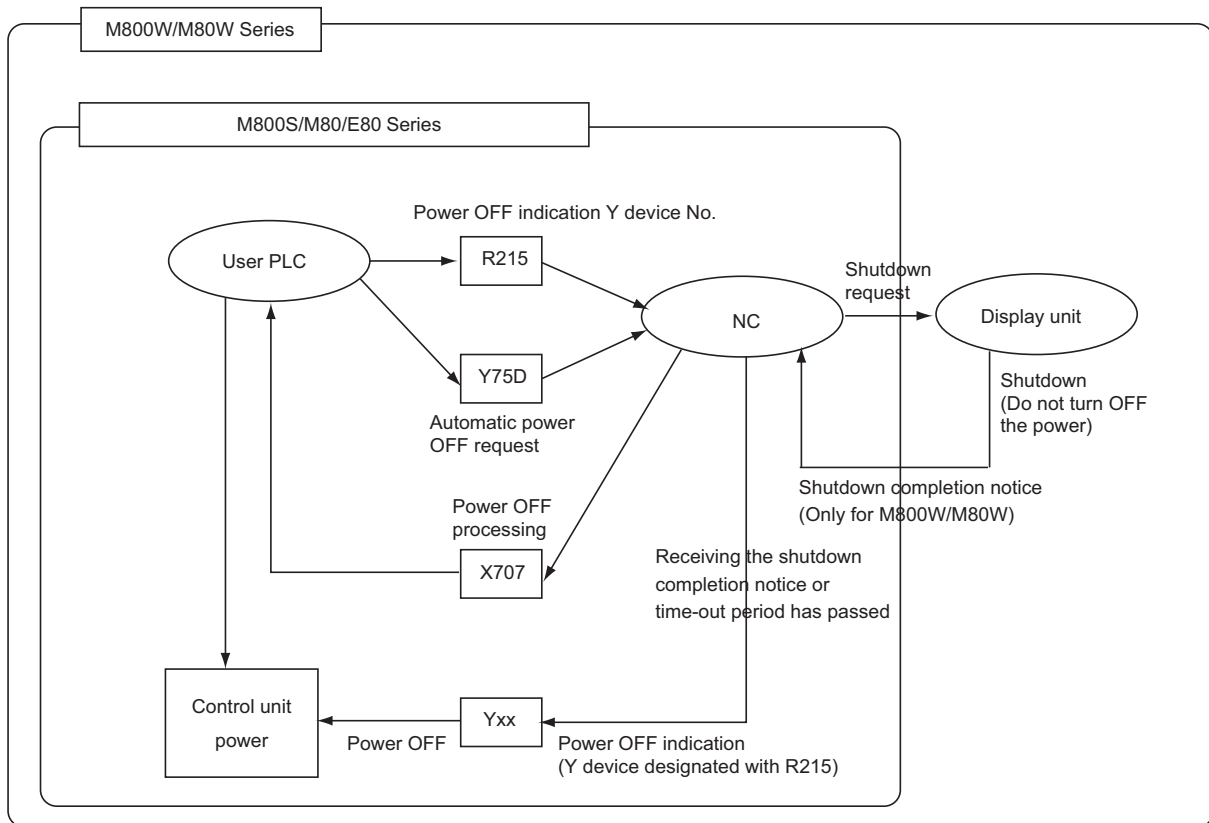 M800W/M80W Series
M800S/M80/E80 Series
Power OFF indication Y device No.
User PLC
R215
Shutdown
request
NC
Display unit
Y75D
Automatic power
OFF request
Shutdown
(Do not turn OFF
the power)
Shutdown completion notice
(Only for M800W/M80W)
Power OFF
processing
X707
Receiving the shutdown
completion notice or
time-out period has passed
Control unit
power
Power OFF
Yxx
Power OFF indication
(Y device designated with R215)